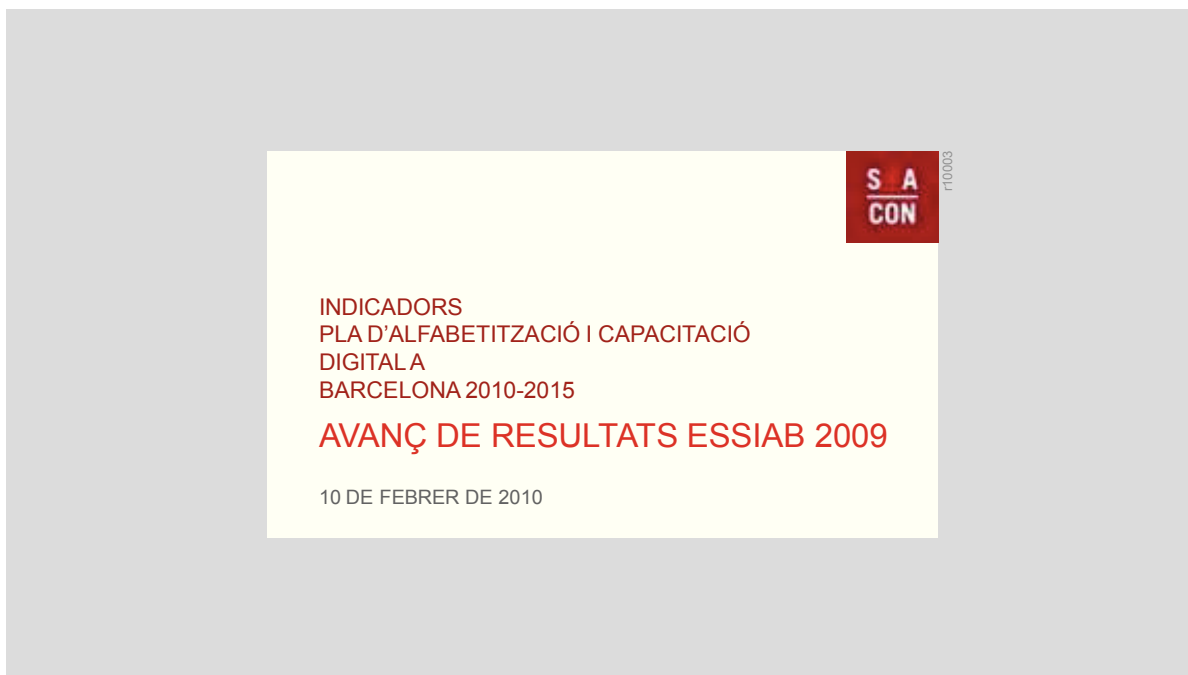 S A
CON
r10003
INDICADORS
PLA D’ALFABETITZACIÓ I CAPACITACIÓ
DIGITAL A
BARCELONA 2010-2015
AVANÇ DE RESULTATS ESSIAB 2009
10 DE FEBRER DE 2010